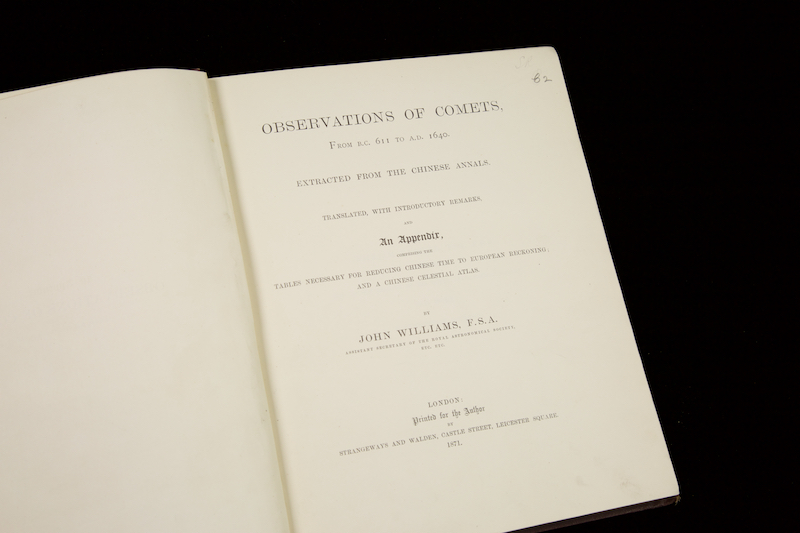 82
OBSERVATIONS OF COMETS,
FROM B.C. 611 TO A.D. 1640.
EXTRACTED FROM THE CHINESE ANNALS.
TRANSLATED, WITH INTRODUCTORY REMARKS,
AND
An Appendix,
COMPRISING THE
TABLES NECESSARY FOR REDUCING CHINESE TIME TO EUROPEAN RECKONING;
AND A CHINESE CELESTIAL ATLAS.
BY
JOHN WILLIAMS, F.S.A.
ASSISTANT SECRETARY OF THE ROYAL ASTRONOMICAL SOCIETY,
ETC. ETC.
LONDON:
Printed for the Author
BY
STRANGEWAYS AND WALDEN, CASTLE STREET, LEICESTER SQUARE.
1871.